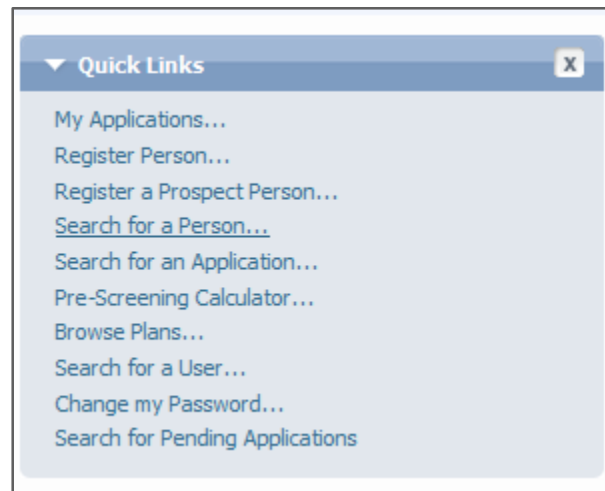 Quick Links
X
My Applications...
Register Person...
Register a Prospect Person...
Search for a Person...
Search for an Application...
Pre-Screening Calculator...
Browse Plans...
Search for a User...
Change my Password...
Search for Pending Applications